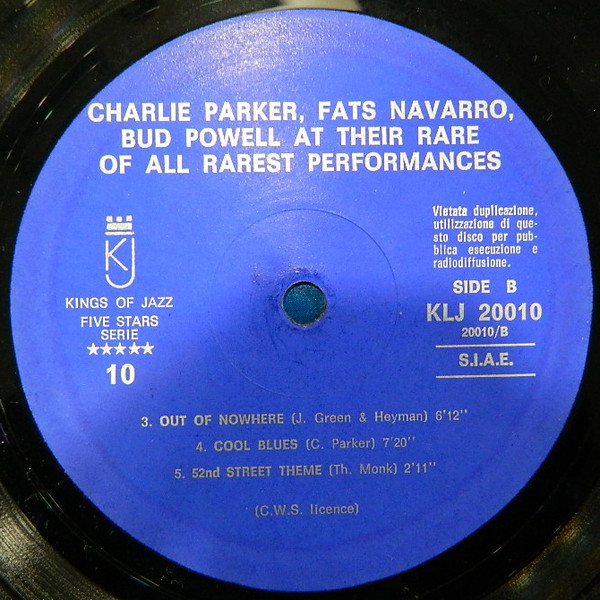 CHARLIE PARKER, FATS NAVARRO,
BUD POWELL AT THEIR RARE
OF ALL RAREST PERFORMANCES
KJ
KINGS OF JAZZ
FIVE STARS
SERIE
★★★★★
10
Vietata duplicazione,
utilizzazione di que-
sto disco per pub-
blica esecuzione e
radiodiffusione.
SIDE B
KLJ 20010
20010/B
S.I.A.E.
3. OUT OF NOWHERE (J. Green & Heyman) 6'12''
4. COOL BLUES (C. Parker) 7'20''
5. 52nd STREET THEME (Th. Monk) 2'11''
(C.W.S. licence)